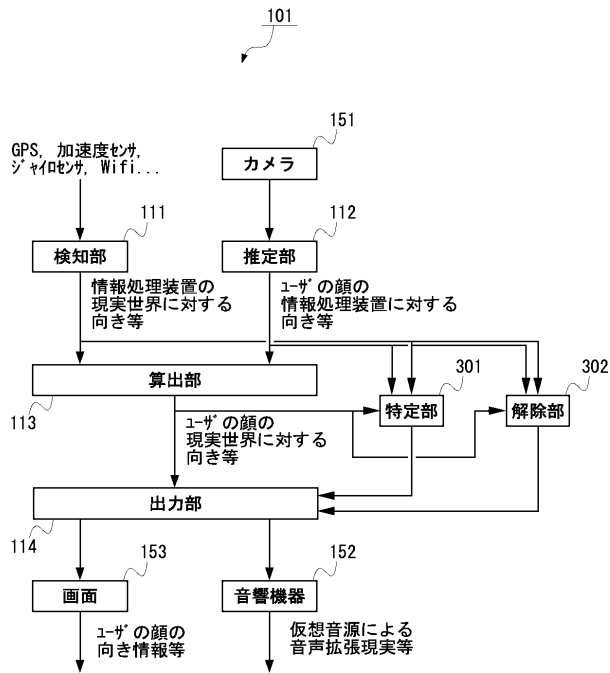 101
151
GPS, 加速度ｾﾝｻ,
ｼﾞｬｲﾛｾﾝｻ, Wifi...
カメラ
111
112
検知部
推定部
情報処理装置の
現実世界に対する
向き等
ﾕｰｻﾞの顔の
情報処理装置に対する
向き等
301
302
算出部
特定部
解除部
113
ﾕｰｻﾞの顔の
現実世界に対する
向き等
出力部
114
153
152
画面
音響機器
ﾕｰｻﾞの顔の
向き情報等
仮想音源による
音声拡張現実等